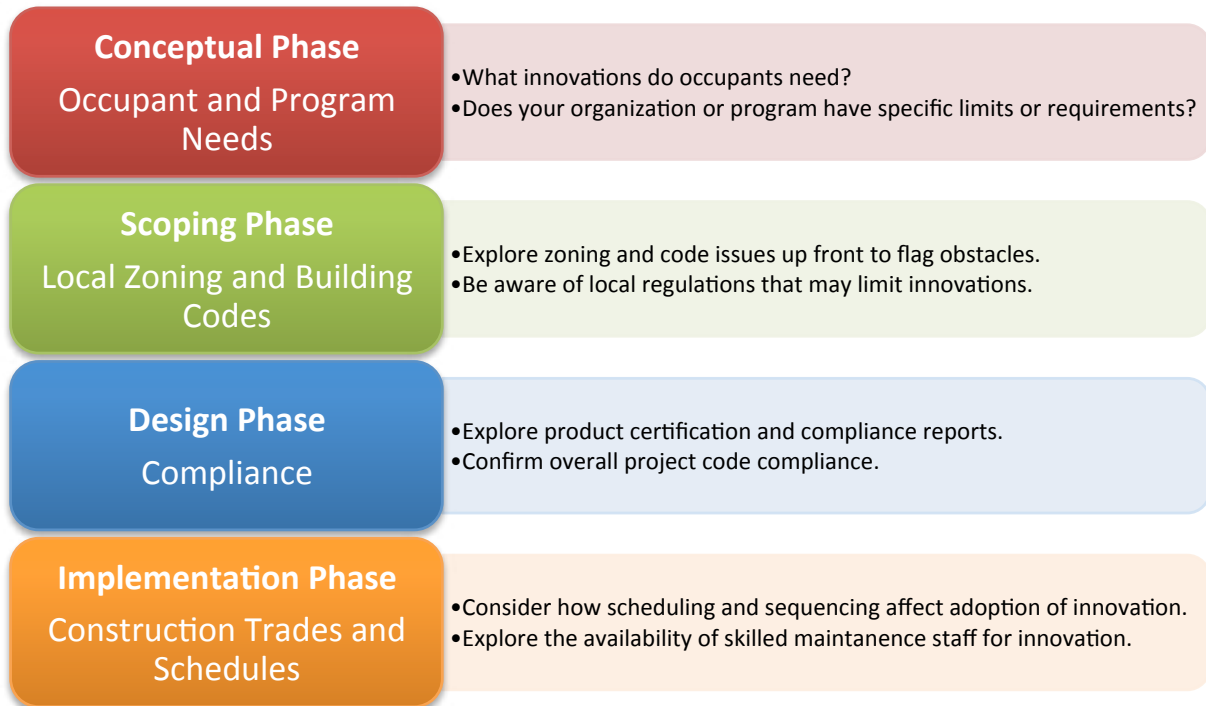 Conceptual Phase
Occupant and Program
Needs
•What innovations do occupants need?
•Does your organization or program have specific limits or requirements?
Scoping Phase
Local Zoning and Building
Codes
•Explore zoning and code issues up front to flag obstacles.
•Be aware of local regulations that may limit innovations.
Design Phase
Compliance
•Explore product certification and compliance reports.
•Confirm overall project code compliance.
Implementation Phase
Construction Trades and
Schedules
•Consider how scheduling and sequencing affect adoption of innovation.
•Explore the availability of skilled maintanence staff for innovation.